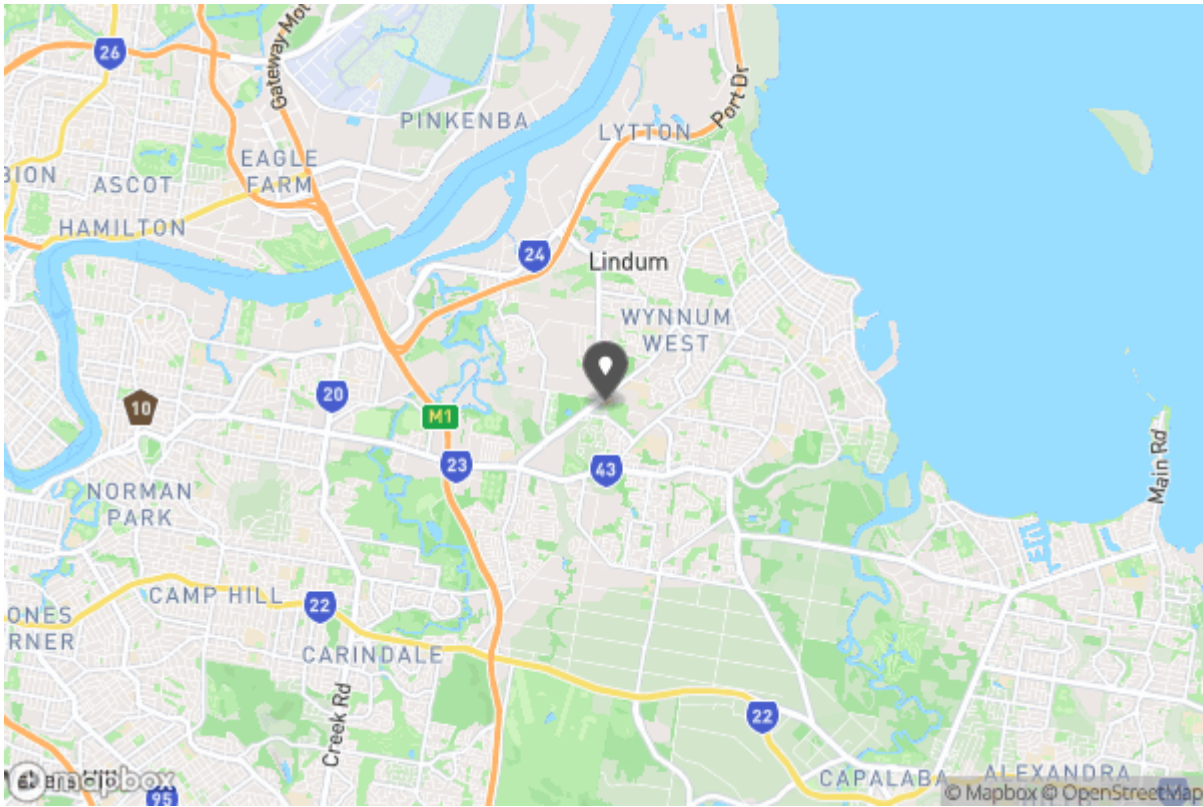 26
Gateway Mot
PINKENBA
LYTTON
Port Dr
BION
ASCOT
EAGLE
FARM
HAMILTON
24
Lindum
WYNNUM
WEST
20
10
M1
23
43
NORMAN
PARK
Main Rd
CAMP HILL
22
ONES
RNER
CARINDALE
Creek Rd
22
mapbox
95
CAPALABA
ALEXANDRA
© Mapbox © OpenStreetMap